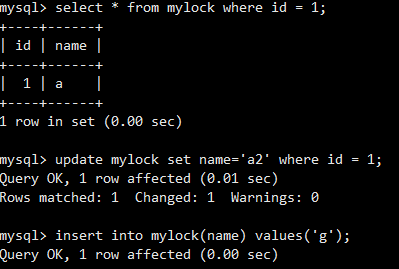 mysql> select * from mylock where id = 1;
+----+------+
| id | name |
+----+------+
|  1 | a    |
+----+------+
1 row in set (0.00 sec)
mysql> update mylock set name='a2' where id = 1;
Query OK, 1 row affected (0.01 sec)
Rows matched: 1  Changed: 1  Warnings: 0
mysql> insert into mylock(name) values('g');
Query OK, 1 row affected (0.00 sec)